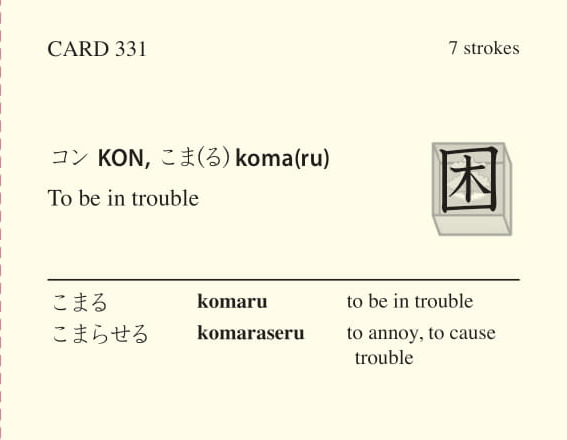 CARD 331
7 strokes
コン KON, こま(る) koma(ru)
To be in trouble
困
こまる komaru to be in trouble
こまらせる komaraseru to annoy, to cause
trouble